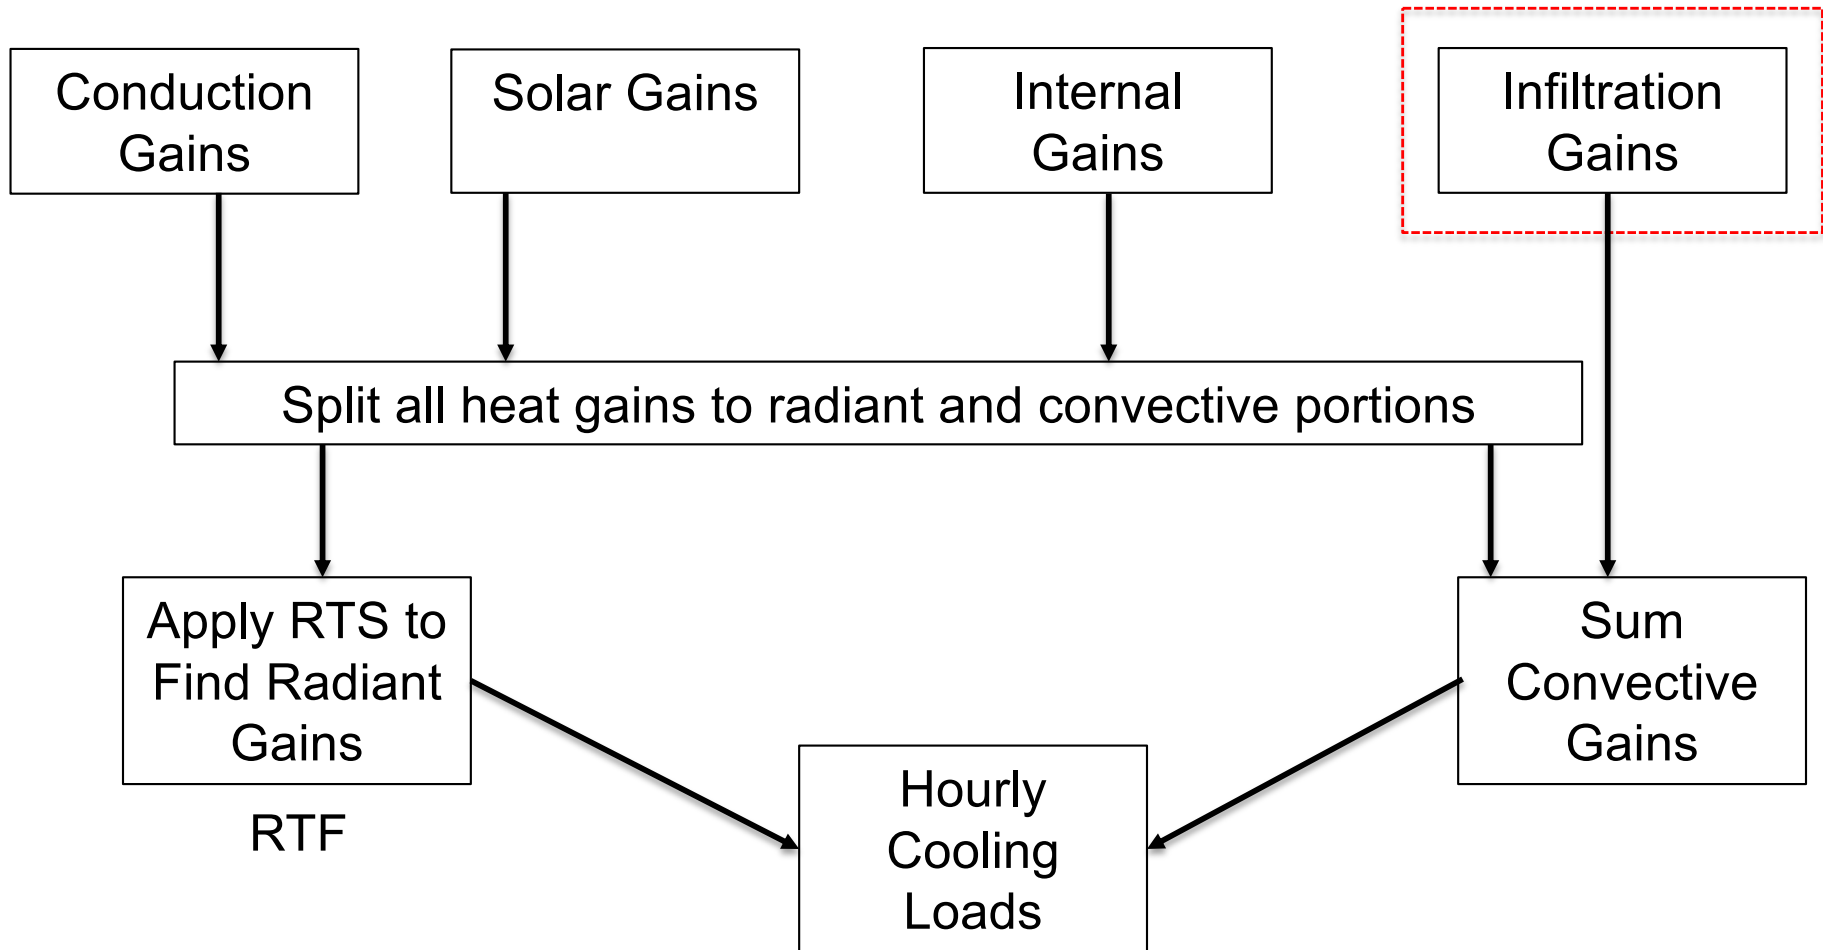 Conduction
Gains
Solar Gains
Internal
Gains
Infiltration
Gains
Split all heat gains to radiant and convective portions
Apply RTS to
Find Radiant
Gains
RTF
Sum
Convective
Gains
Hourly
Cooling
Loads